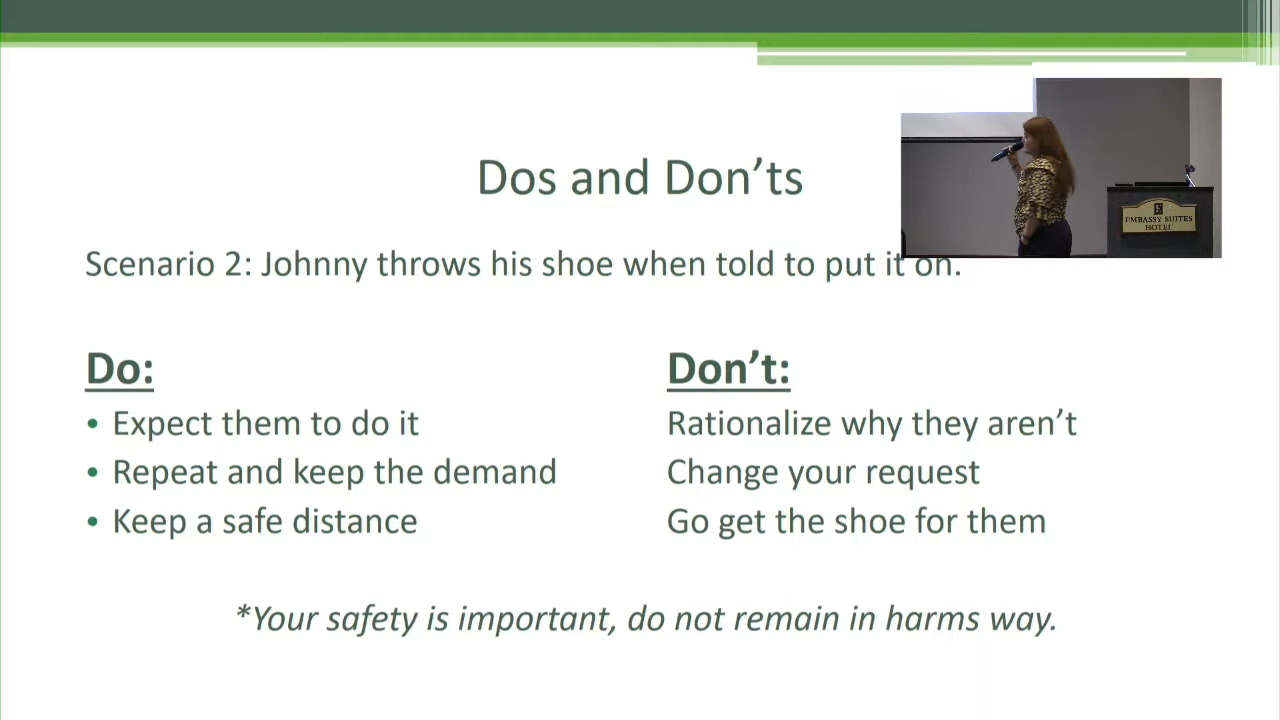 Dos and Don’ts
EMBASSY SUITES
HOTEL
Scenario 2: Johnny throws his shoe when told to put it on.
Do:
• Expect them to do it
• Repeat and keep the demand
• Keep a safe distance
Don’t:
Rationalize why they aren’t
Change your request
Go get the shoe for them
*Your safety is important, do not remain in harms way.